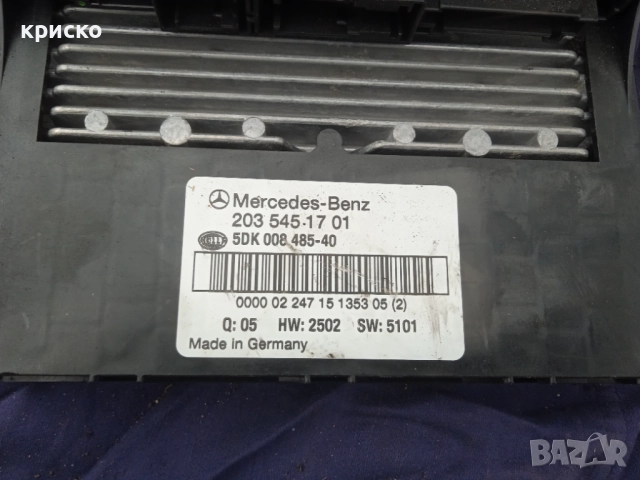 криско
Mercedes-Benz
203 545 17 01
HELLA 5DK 008 485-40
0000 02 247 15 1353 05 (2)
Q: 05 HW: 2502 SW: 5101
Made in Germany
BAZAR